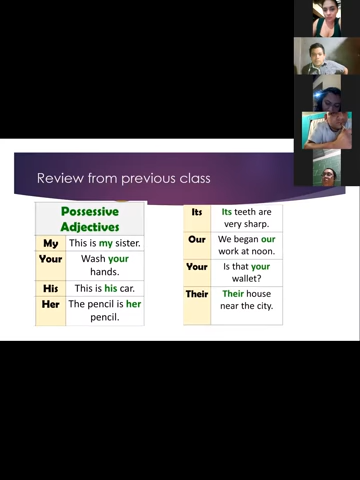 Review from previous class
Possessive
Adjectives
My This is my sister.
Your Wash your
hands.
His This is his car.
Her The pencil is her
pencil.
Its Its teeth are
very sharp.
Our We began our
work at noon.
Your Is that your
wallet?
Their Their house
near the city.